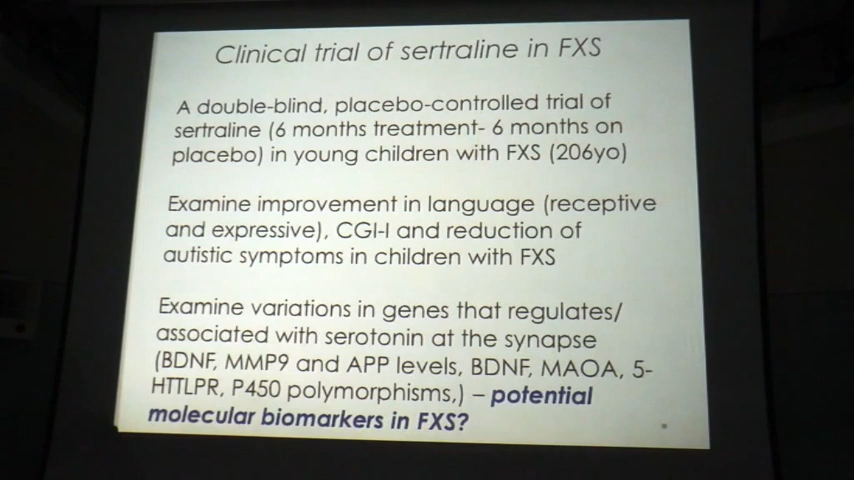 Clinical trial of sertraline in FXS
A double-blind, placebo-controlled trial of
sertraline (6 months treatment- 6 months on
placebo) in young children with FXS (206yo)
Examine improvement in language (receptive
and expressive), CGI-I and reduction of
autistic symptoms in children with FXS
Examine variations in genes that regulates/
associated with serotonin at the synapse
(BDNF, MMP9 and APP levels, BDNF, MAOA, 5-
HTTLPR, P450 polymorphisms,) – potential
molecular biomarkers in FXS?